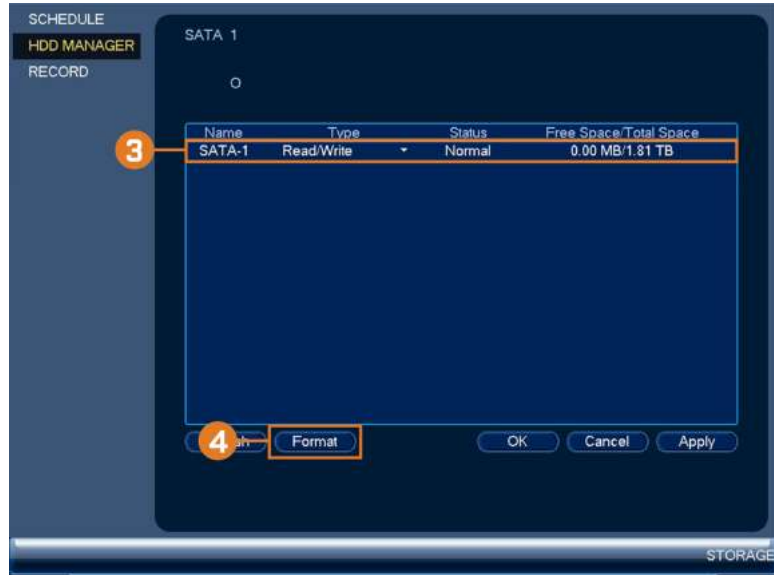 SCHEDULE
HDD MANAGER
RECORD
SATA 1
O
Name Type Status Free Space/Total Space
3
SATA-1 Read/Write Normal 0.00 MB/1.81 TB
4 Format OK Cancel Apply
STORAGE